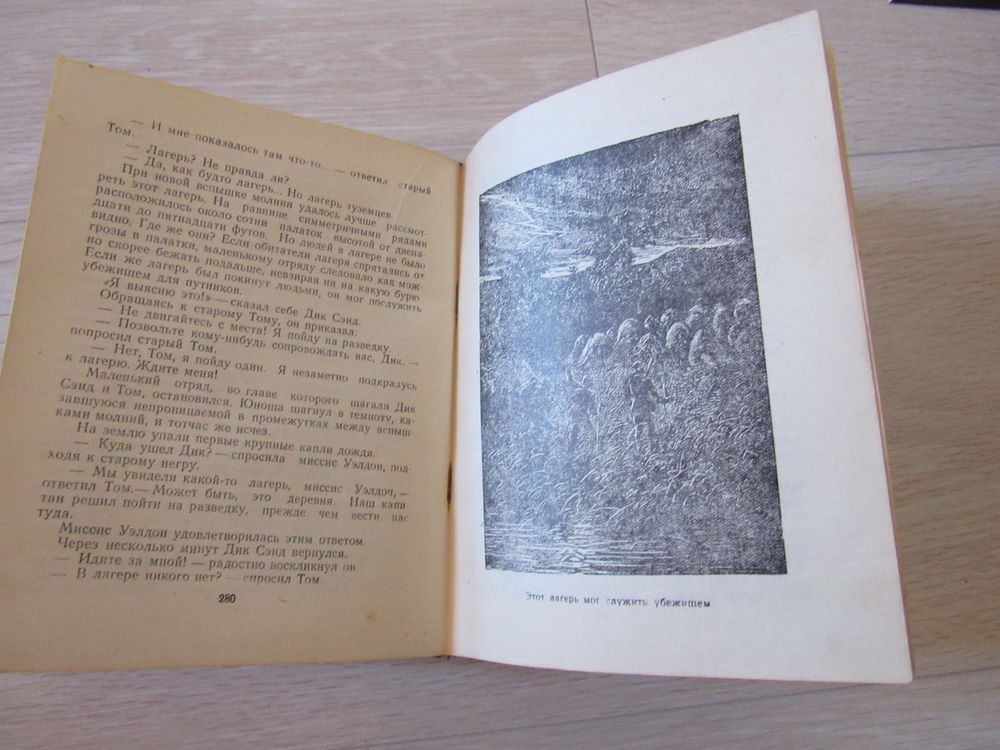 — И мне показалось там что-то... — ответил старый
Том.
— Лагерь? Не правда ли?
— Да, как будто лагерь... Но лагерь туземцев.
При новой вспышке молнии удалось лучше рассмот-
реть этот лагерь. На равнине симметричными рядами
расположилось около сотни палаток высотой от двена-
дцати до пятнадцати футов. Но людей в лагере не было
видно. Где же они? Если обитатели лагеря спрятались от
грозы в палатки, маленькому отряду следовало как мож-
но скорее бежать подальше, невзирая ни на какую бурю
Если же лагерь был покинут людьми, он мог послужить
убежищем для путников.
«Я выясню это!» — сказал себе Дик Сэнд.
Обращаясь к старому Тому, он приказал:
— Не двигайтесь с места! Я пойду на разведку.
— Позвольте кому-нибудь сопровождать вас, Дик. —
попросил старый Том.
— Нет, Том, я пойду один. Я незаметно подкрадусь
к лагерю. Ждите меня!
Маленький отряд, во главе которого шагали Дик
Сэнд и Том, остановился. Юноша шагнул в темноту, ка-
завшуюся непроницаемой в промежутках между вспыш-
ками молний, и тотчас же исчез.
На землю упали первые крупные капли дождя.
— Куда ушел Дик? — спросила миссис Уэлдон, под-
ходя к старому негру.
— Мы увидели какой-то лагерь, миссис Уэлдон, —
ответил Том.— Может быть, это деревня. Наш капи-
тан решил пойти на разведку, прежде чем вести нас
туда.
Миссис Уэлдон удовлетворилась этим ответом.
Через несколько минут Дик Сэнд вернулся.
— Идите за мной! — радостно воскликнул он.
— В лагере никого нет? — спросил Том.
280
Этот лагерь мог служить убежищем